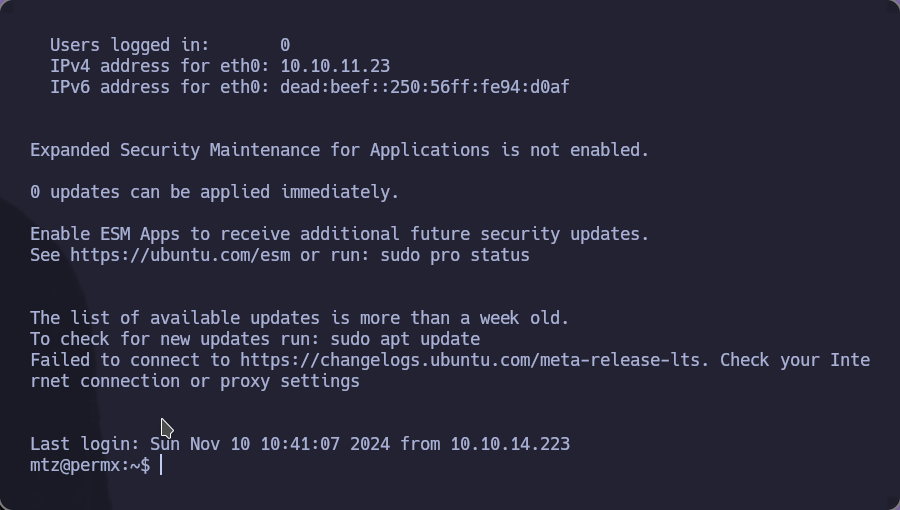 Users logged in:       0
IPv4 address for eth0: 10.10.11.23
IPv6 address for eth0: dead:beef::250:56ff:fe94:d0af
Expanded Security Maintenance for Applications is not enabled.
0 updates can be applied immediately.
Enable ESM Apps to receive additional future security updates.
See https://ubuntu.com/esm or run: sudo pro status
The list of available updates is more than a week old.
To check for new updates run: sudo apt update
Failed to connect to https://changelogs.ubuntu.com/meta-release-lts. Check your Inte
rnet connection or proxy settings
Last login: Sun Nov 10 10:41:07 2024 from 10.10.14.223
mtz@permx:~$